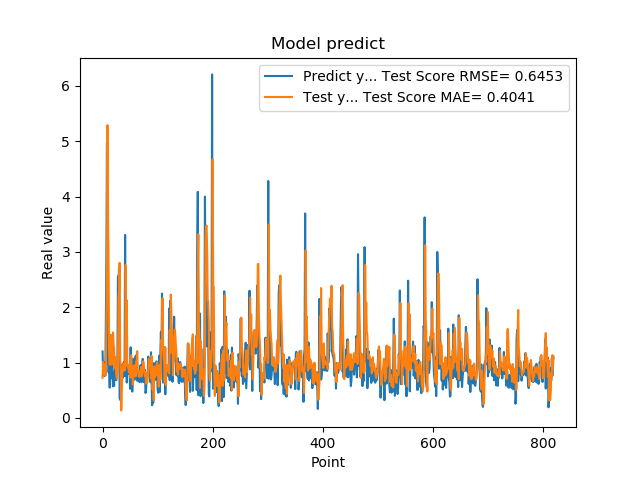 Model predict
Predict y... Test Score RMSE= 0.6453
Test y... Test Score MAE= 0.4041
Real value
6
5
4
3
2
1
0
0 200 400 600 800
Point